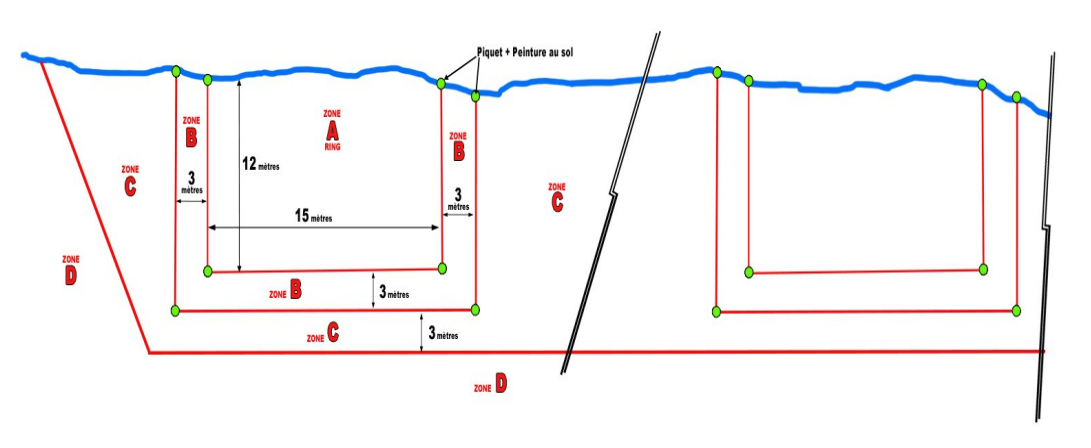 Piquet + Peinture au sol
ZONE
A
RING
ZONE
B
ZONE
B
12 mètres
ZONE
C
3
mètres
ZONE
C
3
mètres
15 mètres
ZONE
D
ZONE B
3 mètres
ZONE C
3 mètres
ZONE D